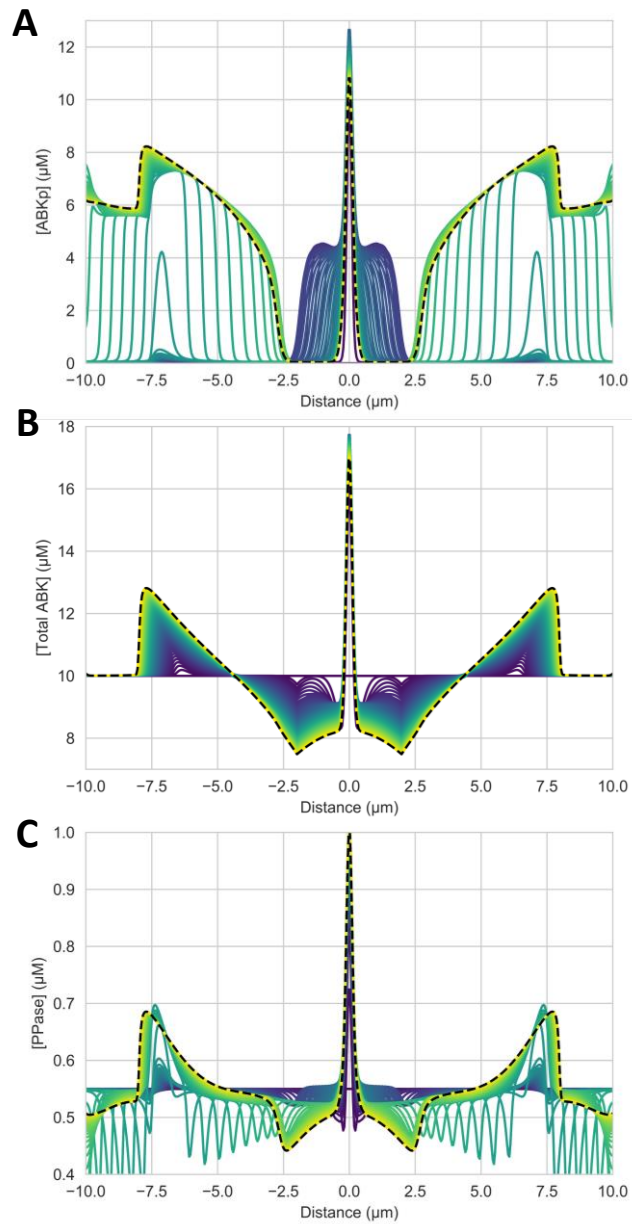 A
[ABKp] (µM)
12
10
8
6
4
2
0
−10.0 −7.5 −5.0 −2.5 0.0 2.5 5.0 7.5 10.0
Distance (µm)
B
[Total ABK] (µM)
18
16
14
12
10
8
−10.0 −7.5 −5.0 −2.5 0.0 2.5 5.0 7.5 10.0
Distance (µm)
C
[PPase] (µM)
1.0
0.9
0.8
0.7
0.6
0.5
0.4
−10.0 −7.5 −5.0 −2.5 0.0 2.5 5.0 7.5 10.0
Distance (µm)